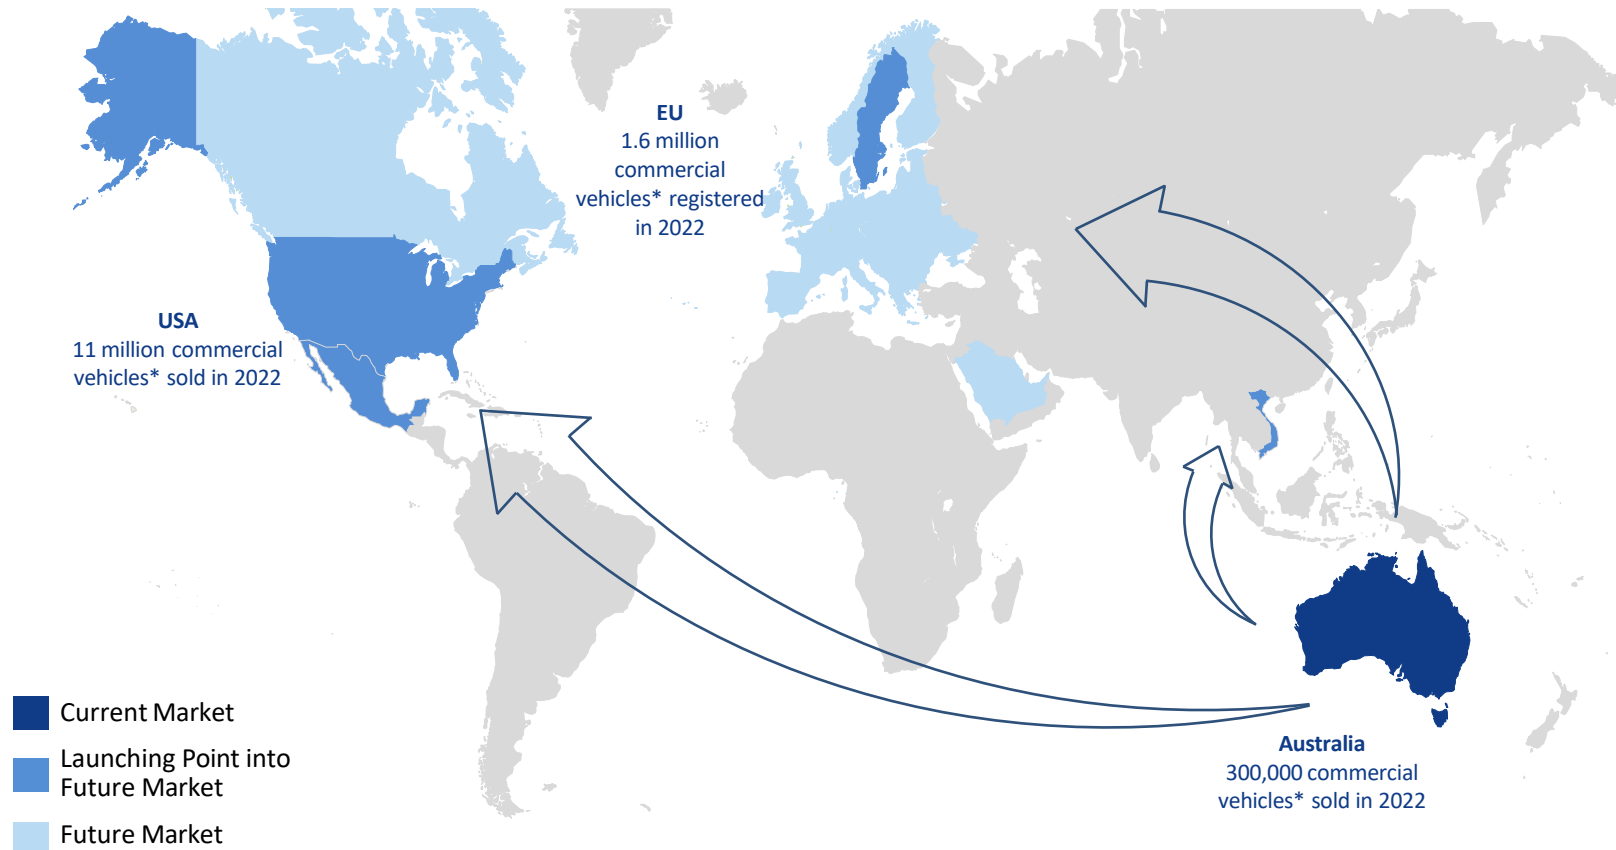 EU
1.6 million
commercial
vehicles* registered
in 2022
USA
11 million commercial
vehicles* sold in 2022
Current Market
Launching Point into
Future Market
Future Market
Australia
300,000 commercial
vehicles* sold in 2022